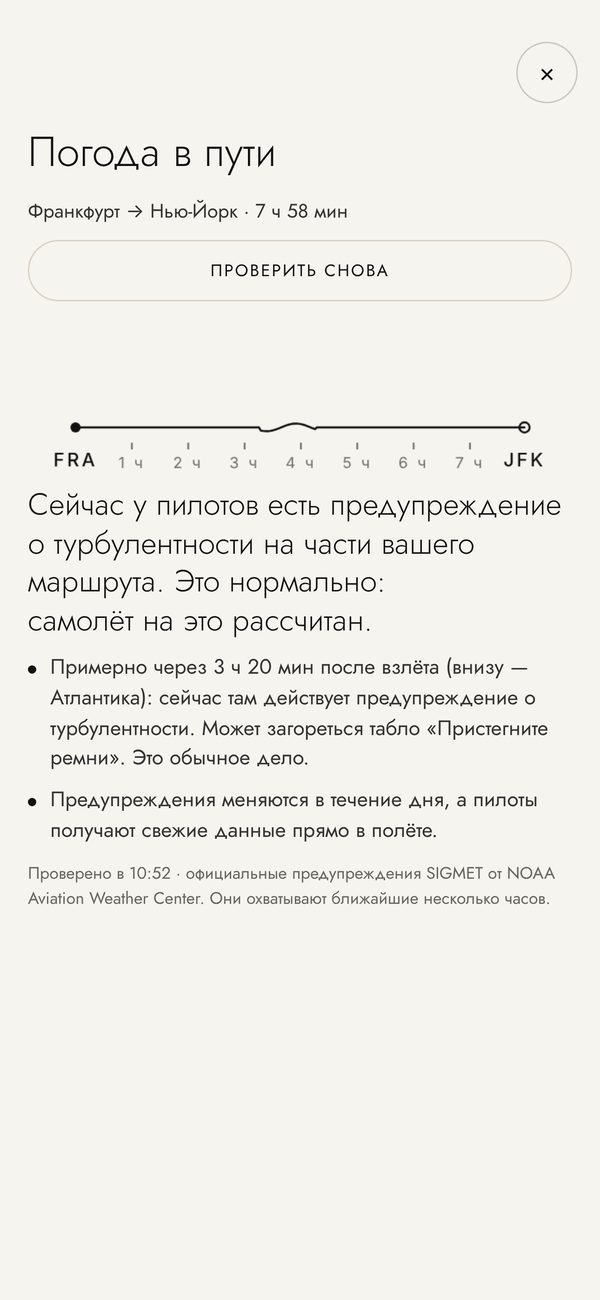 ×
Погода в пути
Франкфурт → Нью-Йорк · 7 ч 58 мин
ПРОВЕРИТЬ СНОВА
FRA 1 ч 2 ч 3 ч 4 ч 5 ч 6 ч 7 ч JFK
Сейчас у пилотов есть предупреждение
о турбулентности на части вашего
маршрута. Это нормально:
самолёт на это рассчитан.
• Примерно через 3 ч 20 мин после взлёта (внизу —
Атлантика): сейчас там действует предупреждение о
турбулентности. Может загореться табло «Пристегните
ремни». Это обычное дело.
• Предупреждения меняются в течение дня, а пилоты
получают свежие данные прямо в полёте.
Проверено в 10:52 · официальные предупреждения SIGMET от NOAA
Aviation Weather Center. Они охватывают ближайшие несколько часов.